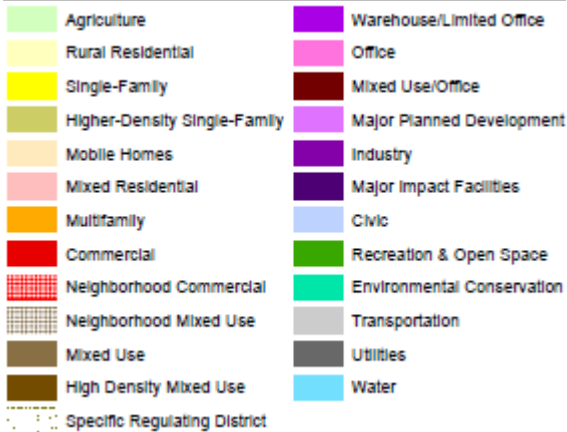 Agriculture
Rural Residential
Single-Family
Higher-Density Single-Family
Mobile Homes
Mixed Residential
Multifamily
Commercial
Neighborhood Commercial
Neighborhood Mixed Use
Mixed Use
High Density Mixed Use
Specific Regulating District
Warehouse/Limited Office
Office
Mixed Use/Office
Major Planned Development
Industry
Major Impact Facilities
Civic
Recreation & Open Space
Environmental Conservation
Transportation
Utilities
Water